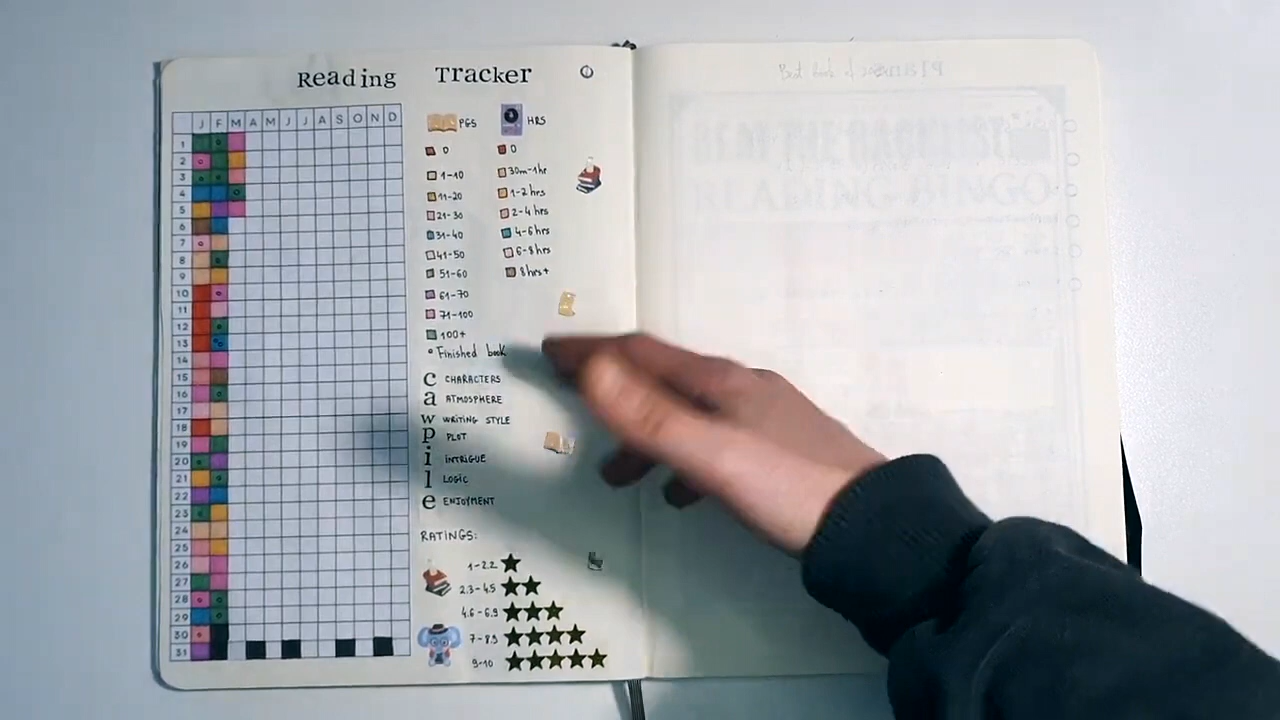 Reading Tracker
J F M A M J J A S O N D
PGS HRS
0 0
1-10 30m-1hr
11-20 1-2 hrs
21-30 2-4 hrs
31-40 4-6 hrs
41-50 6-8 hrs
51-60 8 hrs+
61-70
71-100
100+
Finished book
c CHARACTERS
a ATMOSPHERE
w WRITING STYLE
p PLOT
i INTRIGUE
l LOGIC
e ENJOYMENT
RATINGS:
1-2.2
2.3-4.5
4.6-6.9
7-8.9
9-10
1
2
3
4
5
6
7
8
9
10
11
12
13
14
15
16
17
18
19
20
21
22
23
24
25
26
27
28
29
30
31